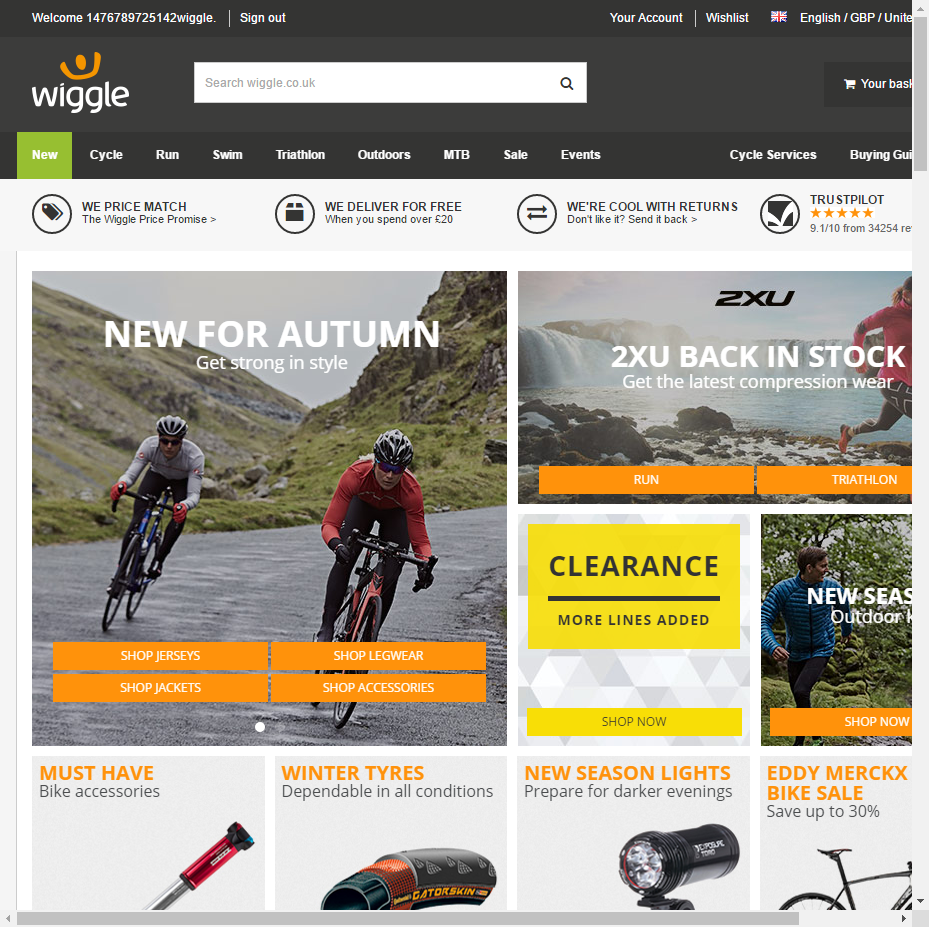 Welcome 1476789725142wiggle.
Sign out
Your Account
Wishlist
English / GBP / Unite
wiggle
Search wiggle.co.uk
Your bask
New
Cycle
Run
Swim
Triathlon
Outdoors
MTB
Sale
Events
Cycle Services
Buying Gui
WE PRICE MATCH
The Wiggle Price Promise >
WE DELIVER FOR FREE
When you spend over £20
WE'RE COOL WITH RETURNS
Don't like it? Send it back >
TRUSTPILOT
9.1/10 from 34254 re
NEW FOR AUTUMN
Get strong in style
SHOP JERSEYS
SHOP LEGWEAR
SHOP JACKETS
SHOP ACCESSORIES
2XU
2XU BACK IN STOCK
Get the latest compression wear
RUN
TRIATHLON
CLEARANCE
MORE LINES ADDED
SHOP NOW
NEW SEAS
Outdoor k
SHOP NOW
MUST HAVE
Bike accessories
WINTER TYRES
Dependable in all conditions
GATORSKIN
NEW SEASON LIGHTS
Prepare for darker evenings
EDDY MERCKX
BIKE SALE
Save up to 30%